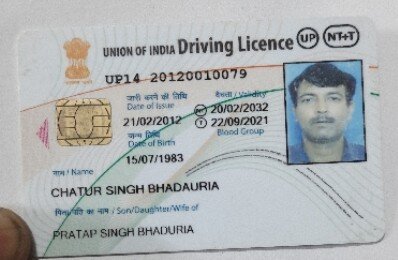 UNION OF INDIA Driving Licence UP NT+T
UP14 20120010079
जारी करने की तिथि
Date of Issue
वैधता / Validity
21/02/2012
NT 20/02/2032
T 22/09/2021
जन्म तिथि
Date of Birth
Blood Group
15/07/1983
नाम / Name
CHATUR SINGH BHADAURIA
पिता/पति का नाम / Son/Daughter/Wife of
PRATAP SINGH BHADURIA